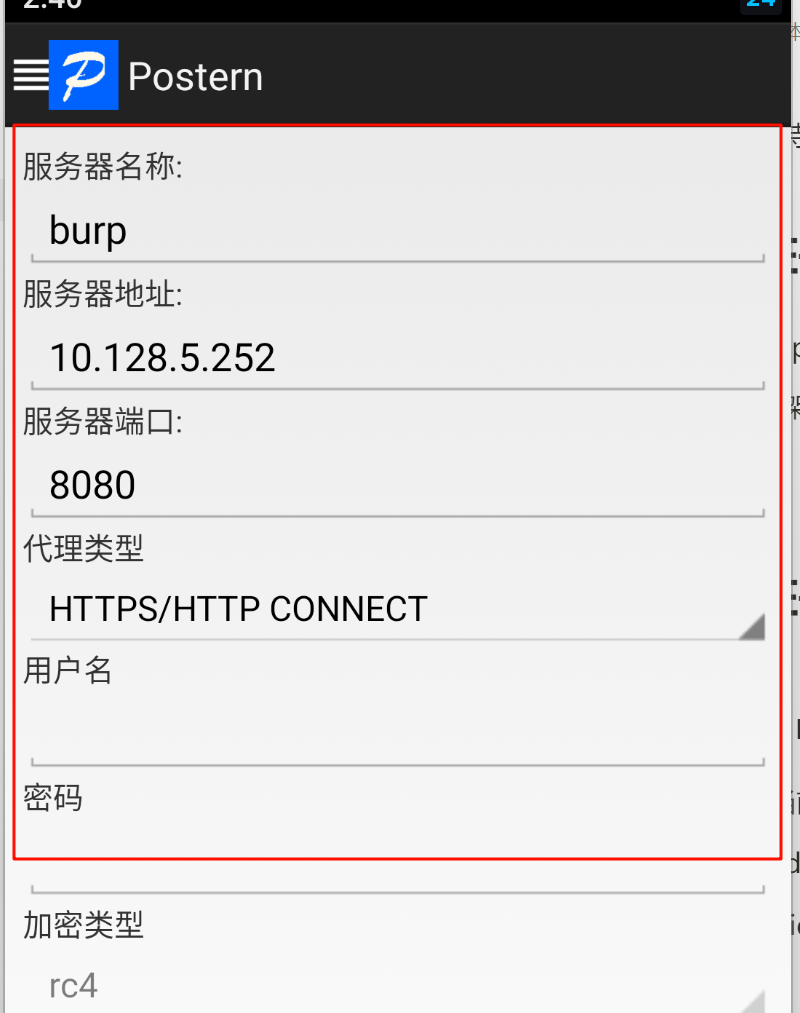 2:40
24
Postern
服务器名称:
burp
服务器地址:
10.128.5.252
服务器端口:
8080
代理类型
HTTPS/HTTP CONNECT
用户名
密码
加密类型
rc4